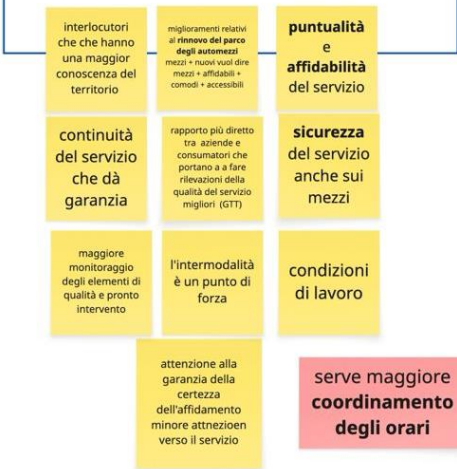 interlocutori
che che hanno
una maggior
conoscenza del
territorio
miglioramenti relativi
al rinnovo del parco
degli automezzi
mezzi + nuovi vuol dire
mezzi + affidabili +
comodi + accessibili
puntualità
e
affidabilità
del servizio
continuità
del servizio
che dà
garanzia
rapporto più diretto
tra aziende e
consumatori che
portano a a fare
rilevazioni della
qualità del servizio
migliori (GTT)
sicurezza
del servizio
anche sui
mezzi
maggiore
monitoraggio
degli elementi di
qualità e pronto
intervento
l'intermodalità
è un punto di
forza
condizioni
di lavoro
attenzione alla
garanzia della
certezza
dell'affidamento
minore attnezioen
verso il servizio
serve maggiore
coordinamento
degli orari